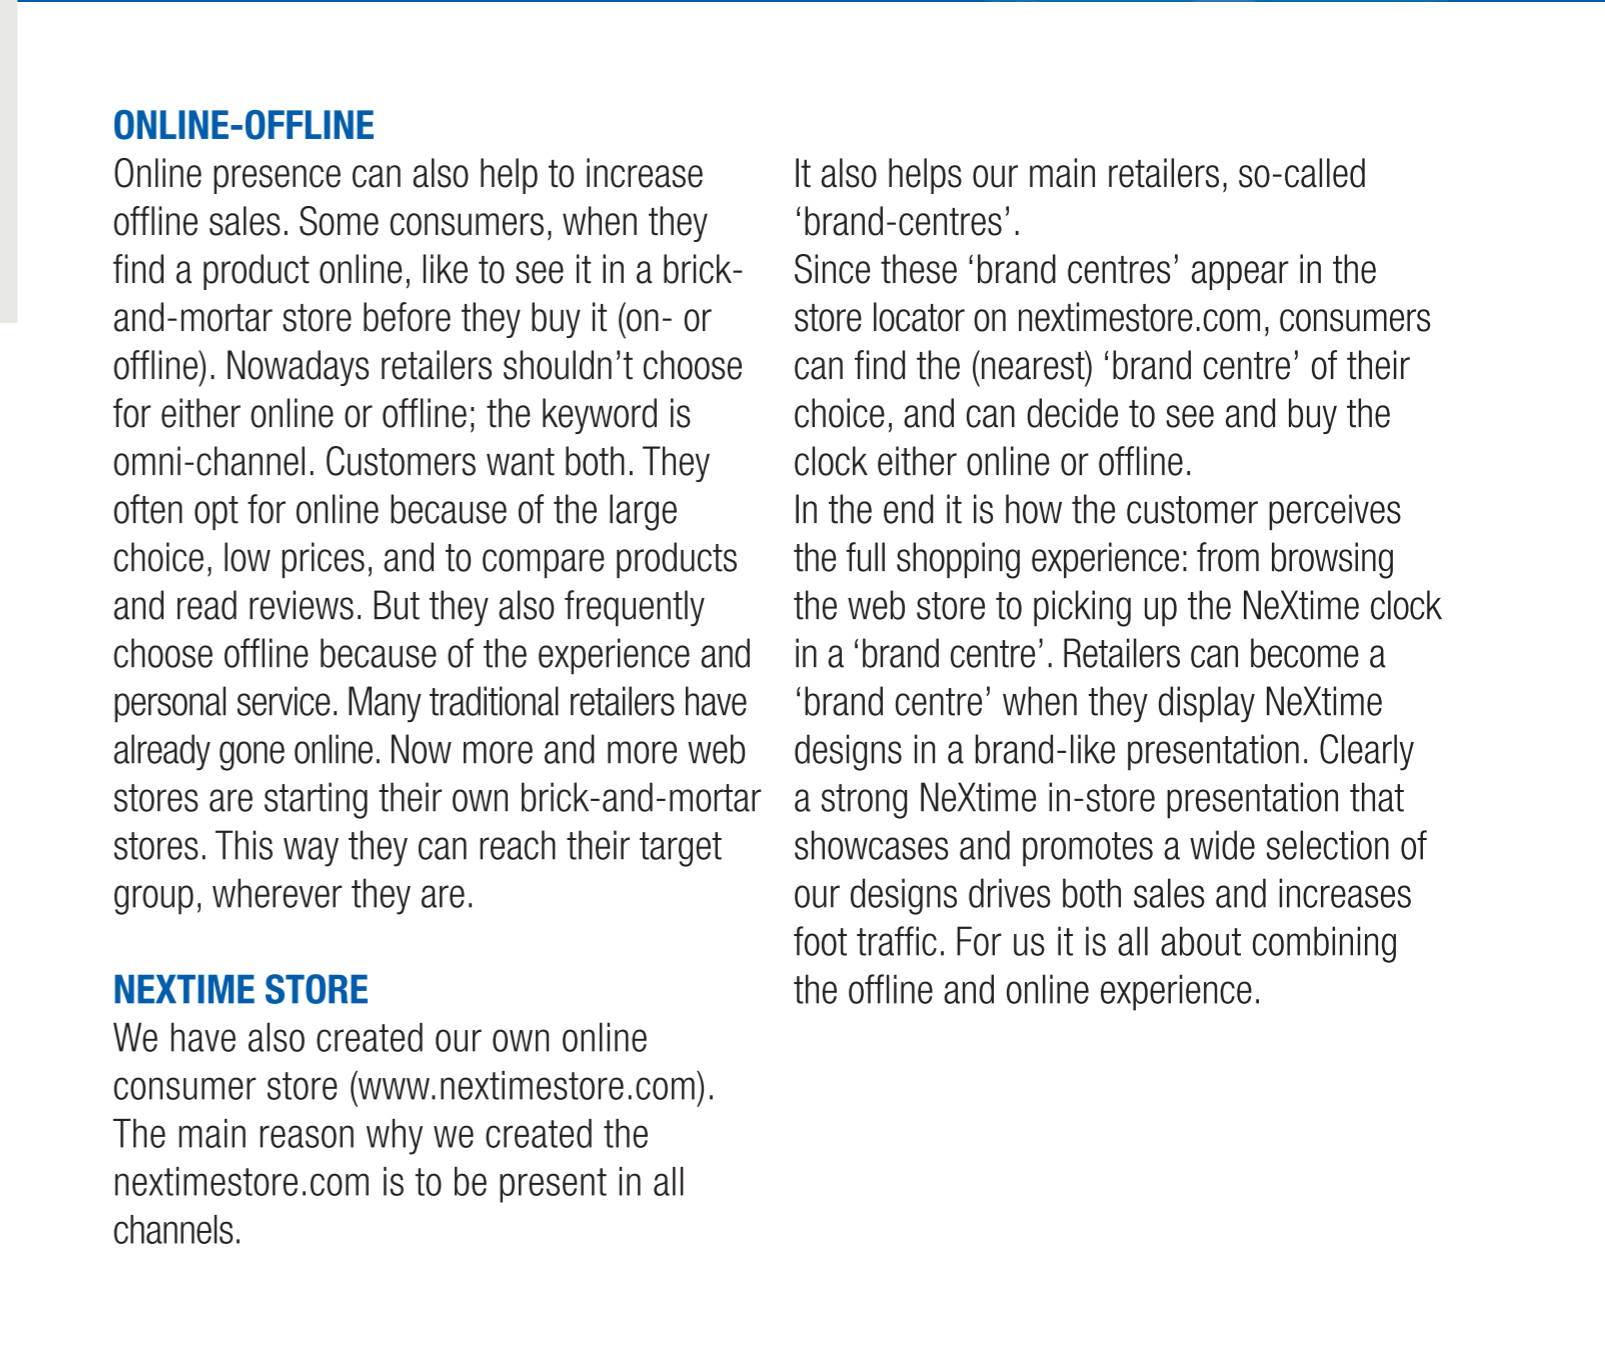 ONLINE-OFFLINE
Online presence can also help to increase
offline sales. Some consumers, when they
find a product online, like to see it in a brick-
and-mortar store before they buy it (on- or
offline). Nowadays retailers shouldn’t choose
for either online or offline; the keyword is
omni-channel. Customers want both. They
often opt for online because of the large
choice, low prices, and to compare products
and read reviews. But they also frequently
choose offline because of the experience and
personal service. Many traditional retailers have
already gone online. Now more and more web
stores are starting their own brick-and-mortar
stores. This way they can reach their target
group, wherever they are.
NEXTIME STORE
We have also created our own online
consumer store (www.nextimestore.com).
The main reason why we created the
nextimestore.com is to be present in all
channels.
It also helps our main retailers, so-called
‘brand-centres’.
Since these ‘brand centres’ appear in the
store locator on nextimestore.com, consumers
can find the (nearest) ‘brand centre’ of their
choice, and can decide to see and buy the
clock either online or offline.
In the end it is how the customer perceives
the full shopping experience: from browsing
the web store to picking up the NeXtime clock
in a ‘brand centre’. Retailers can become a
‘brand centre’ when they display NeXtime
designs in a brand-like presentation. Clearly
a strong NeXtime in-store presentation that
showcases and promotes a wide selection of
our designs drives both sales and increases
foot traffic. For us it is all about combining
the offline and online experience.